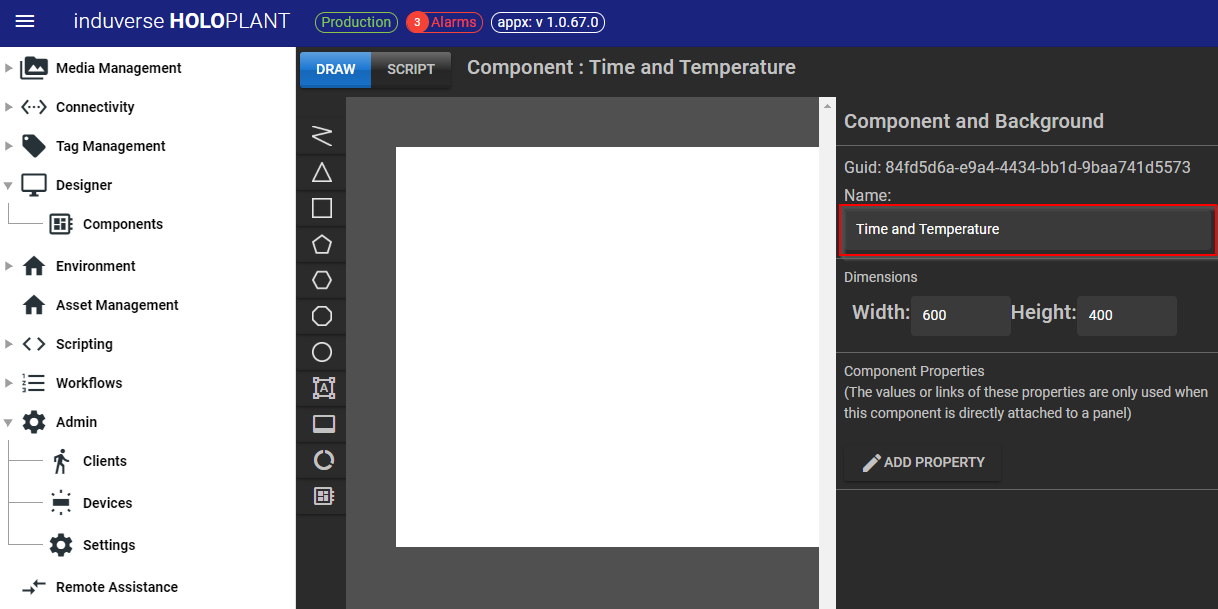 induverse HOLOPLANT
Production
3 Alarms
appx: v 1.0.67.0
Media Management
Connectivity
Tag Management
Designer
Components
Environment
Asset Management
Scripting
Workflows
Admin
Clients
Devices
Settings
Remote Assistance
DRAW
SCRIPT
Component : Time and Temperature
A
Component and Background
Guid: 84fd5d6a-e9a4-4434-bb1d-9baa741d5573
Name:
Time and Temperature
Dimensions
Width: 600 Height: 400
Component Properties
(The values or links of these properties are only used when
this component is directly attached to a panel)
ADD PROPERTY